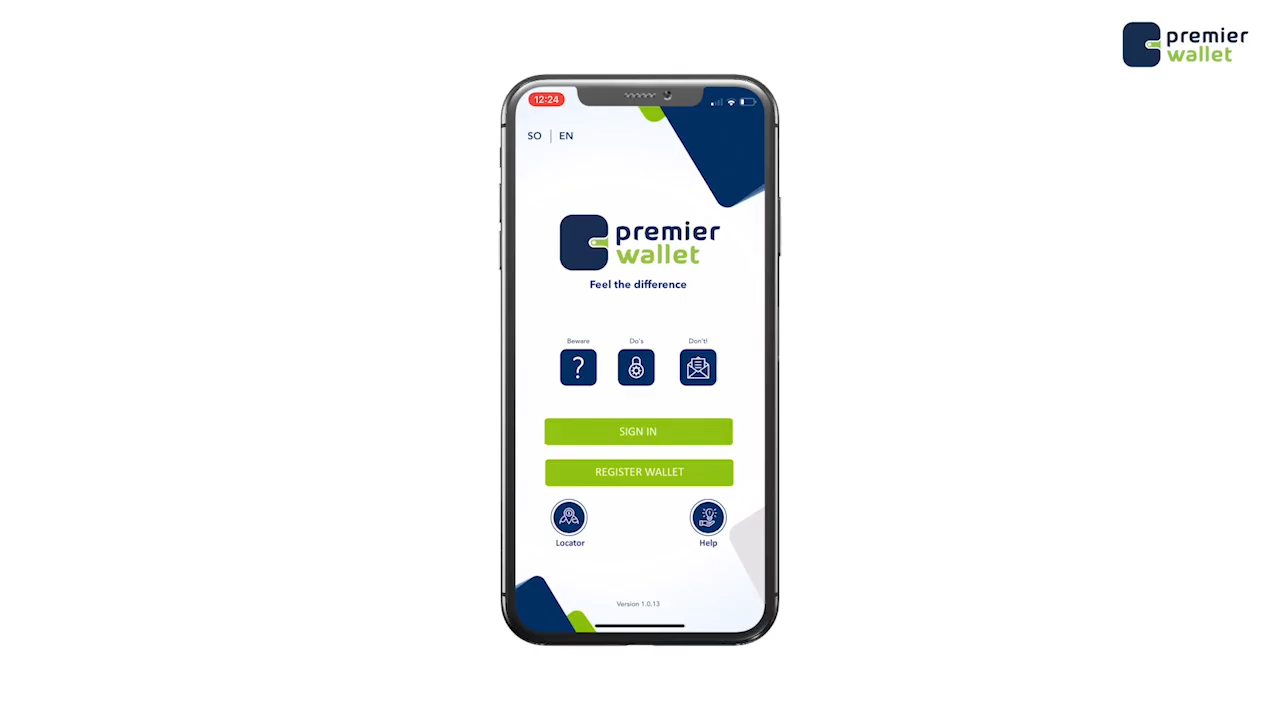 premier
wallet
12:24
SO | EN
premier
wallet
Feel the difference
Beware
Do's
Don't!
?
SIGN IN
REGISTER WALLET
Locator
Help
Version 1.0.13